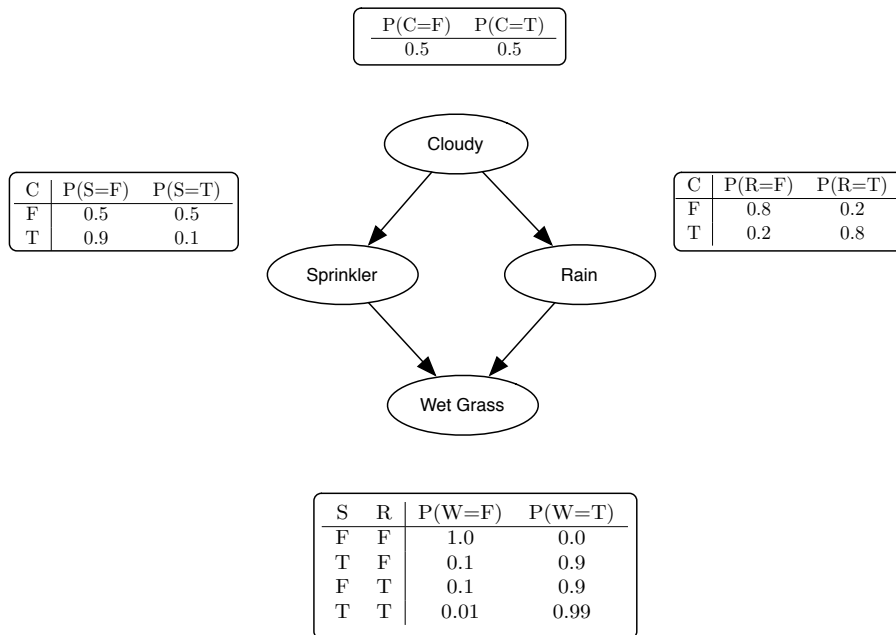 P(C=F) P(C=T)
0.5 0.5
Cloudy
C P(S=F) P(S=T)
F 0.5 0.5
T 0.9 0.1
C P(R=F) P(R=T)
F 0.8 0.2
T 0.2 0.8
Sprinkler
Rain
Wet Grass
S R P(W=F) P(W=T)
F F 1.0 0.0
T F 0.1 0.9
F T 0.1 0.9
T T 0.01 0.99